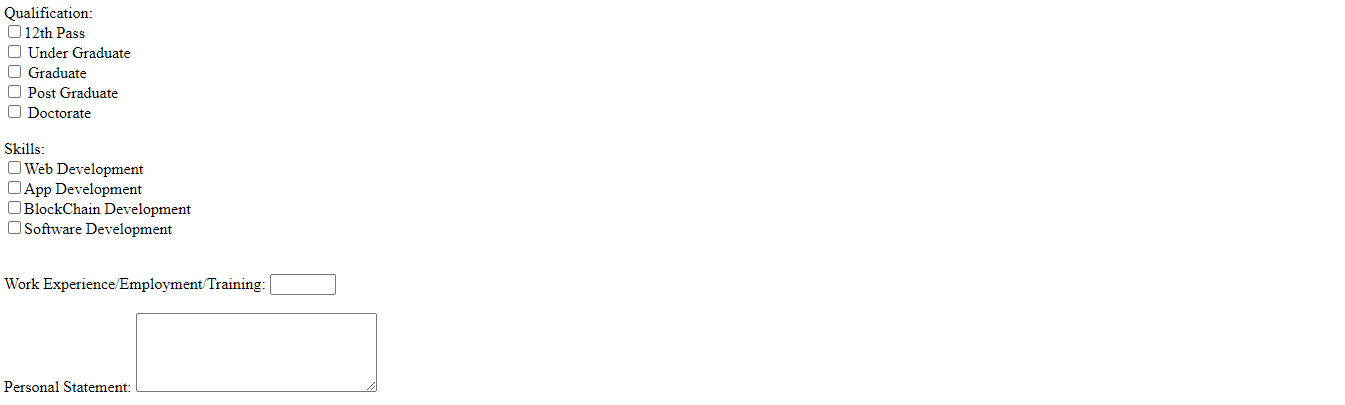 Qualification:
12th Pass
Under Graduate
Graduate
Post Graduate
Doctorate
Skills:
Web Development
App Development
BlockChain Development
Software Development
Work Experience/Employment/Training:
Personal Statement: